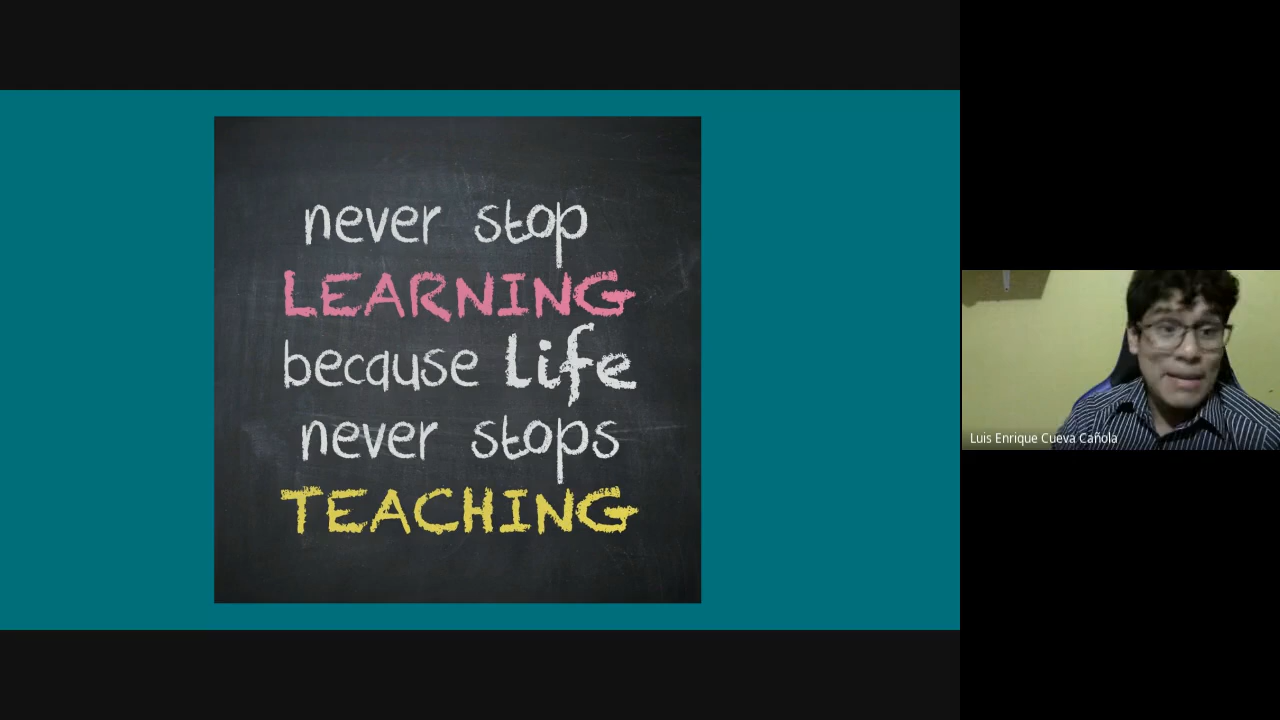 never stop
LEARNING
because life
never stops
TEACHING
Luis Enrique Cueva Cañola